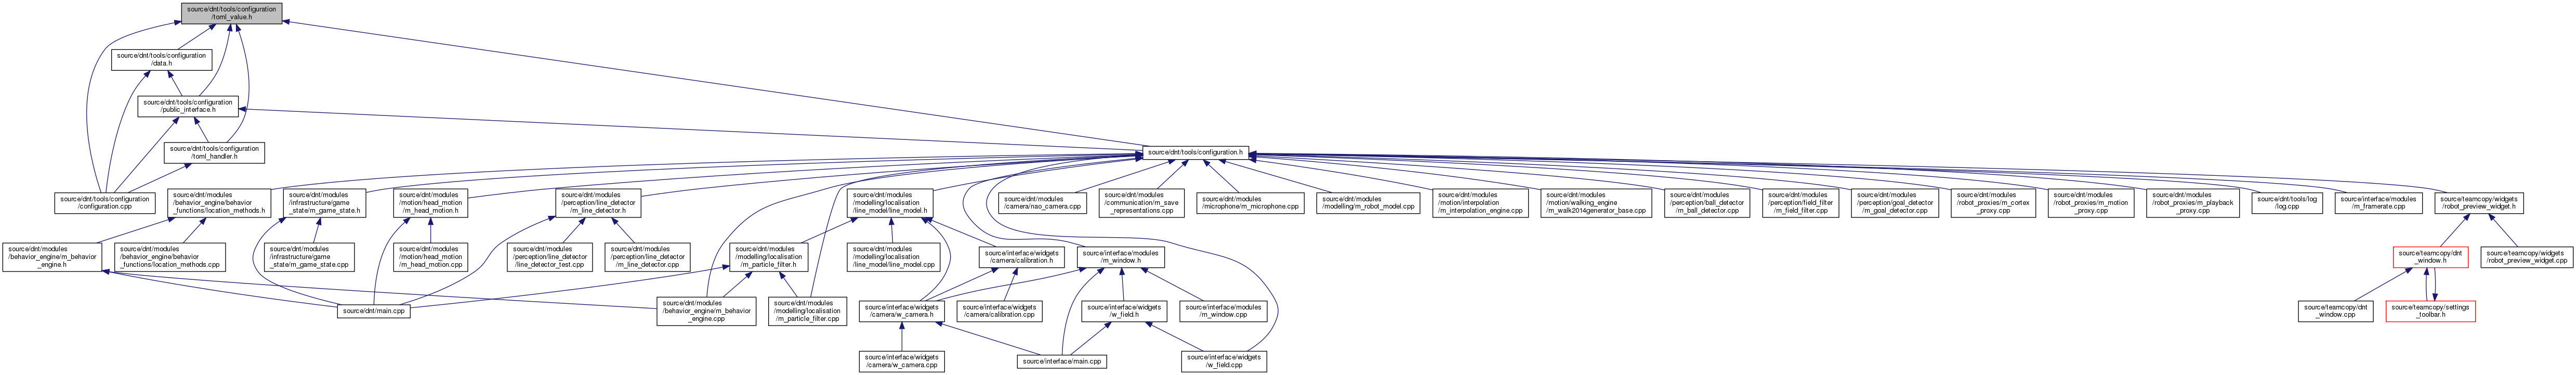 source/dnt/tools/configuration
/toml_value.h
source/dnt/tools/configuration
/data.h
source/dnt/tools/configuration
/public_interface.h
source/dnt/tools/configuration
/toml_handler.h
source/dnt/tools/configuration.h
source/dnt/tools/configuration
/configuration.cpp
source/dnt/modules
/behavior_engine/behavior
_functions/location_methods.h
source/dnt/modules
/infrastructure/game
_state/m_game_state.h
source/dnt/modules
/motion/head_motion
/m_head_motion.h
source/dnt/modules
/perception/line_detector
/m_line_detector.h
source/dnt/modules
/modelling/localisation
/line_model/line_model.h
source/dnt/modules
/camera/nao_camera.cpp
source/dnt/modules
/communication/m_save
_representations.cpp
source/dnt/modules
/microphone/m_microphone.cpp
source/dnt/modules
/modelling/m_robot_model.cpp
source/dnt/modules
/motion/interpolation
/m_interpolation_engine.cpp
source/dnt/modules
/motion/walking_engine
/m_walk2014generator_base.cpp
source/dnt/modules
/perception/ball_detector
/m_ball_detector.cpp
source/dnt/modules
/perception/field_filter
/m_field_filter.cpp
source/dnt/modules
/perception/goal_detector
/m_goal_detector.cpp
source/dnt/modules
/robot_proxies/m_cortex
_proxy.cpp
source/dnt/modules
/robot_proxies/m_motion
_proxy.cpp
source/dnt/modules
/robot_proxies/m_playback
_proxy.cpp
source/dnt/tools/log
/log.cpp
source/interface/modules
/m_framerate.cpp
source/teamcopy/widgets
/robot_preview_widget.h
source/dnt/modules
/behavior_engine/m_behavior
_engine.h
source/dnt/modules
/behavior_engine/behavior
_functions/location_methods.cpp
source/dnt/modules
/infrastructure/game
_state/m_game_state.cpp
source/dnt/modules
/motion/head_motion
/m_head_motion.cpp
source/dnt/modules
/perception/line_detector
/line_detector_test.cpp
source/dnt/modules
/perception/line_detector
/m_line_detector.cpp
source/dnt/modules
/modelling/localisation
/m_particle_filter.h
source/dnt/modules
/modelling/localisation
/line_model/line_model.cpp
source/interface/widgets
/camera/calibration.h
source/interface/modules
/m_window.h
source/teamcopy/dnt
_window.h
source/teamcopy/widgets
/robot_preview_widget.cpp
source/dnt/main.cpp
source/dnt/modules
/behavior_engine/m_behavior
_engine.cpp
source/dnt/modules
/modelling/localisation
/m_particle_filter.cpp
source/interface/widgets
/camera/w_camera.h
source/interface/widgets
/camera/calibration.cpp
source/interface/widgets
/w_field.h
source/interface/modules
/m_window.cpp
source/teamcopy/dnt
_window.cpp
source/teamcopy/settings
_toolbar.h
source/interface/widgets
/camera/w_camera.cpp
source/interface/main.cpp
source/interface/widgets
/w_field.cpp